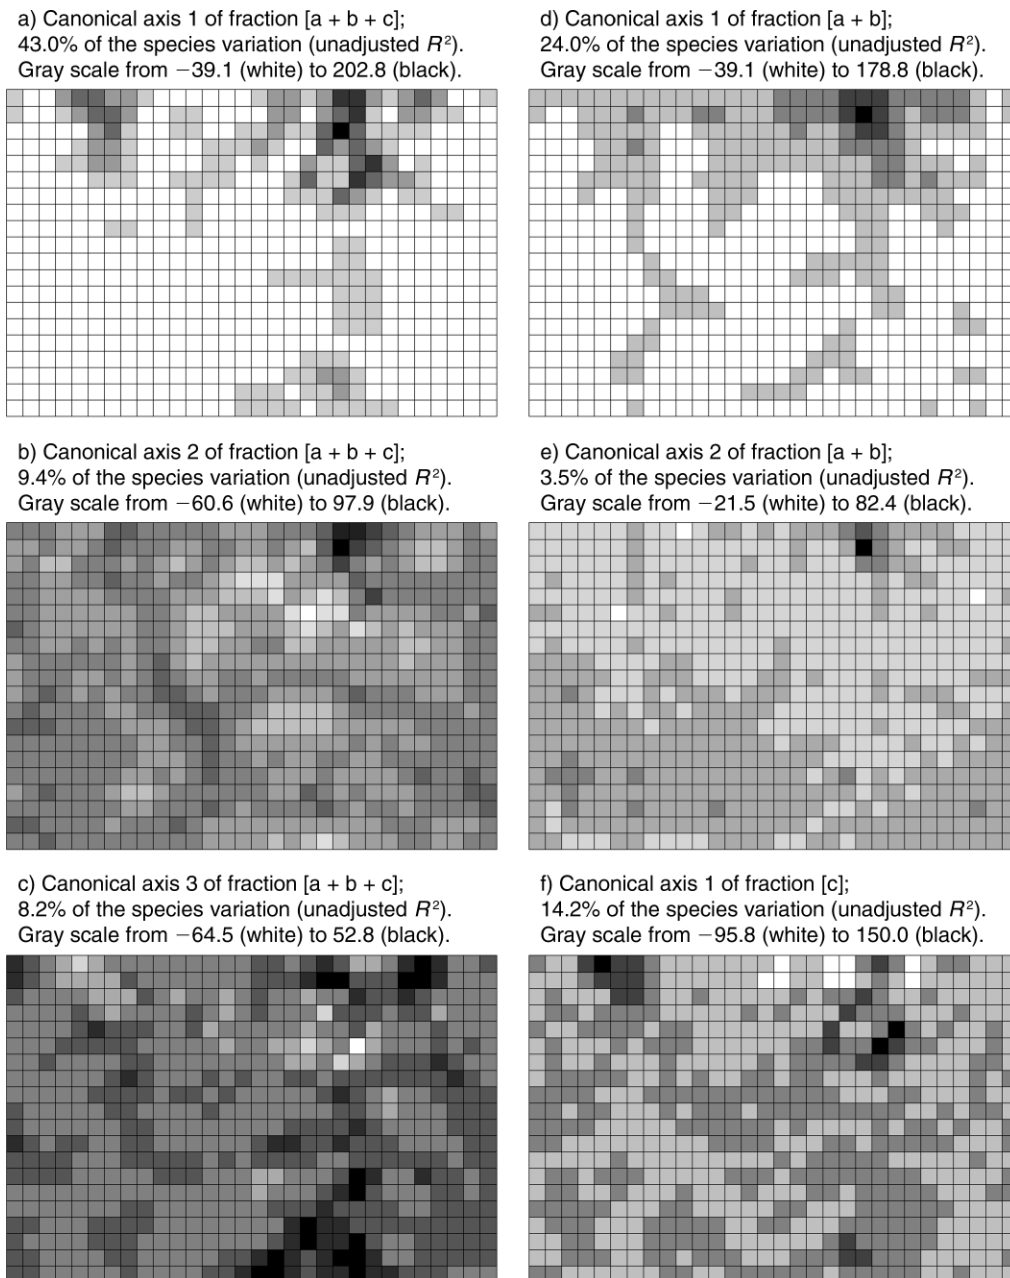 a) Canonical axis 1 of fraction [a + b + c];
43.0% of the species variation (unadjusted R²).
Gray scale from −39.1 (white) to 202.8 (black).
d) Canonical axis 1 of fraction [a + b];
24.0% of the species variation (unadjusted R²).
Gray scale from −39.1 (white) to 178.8 (black).
b) Canonical axis 2 of fraction [a + b + c];
9.4% of the species variation (unadjusted R²).
Gray scale from −60.6 (white) to 97.9 (black).
e) Canonical axis 2 of fraction [a + b];
3.5% of the species variation (unadjusted R²).
Gray scale from −21.5 (white) to 82.4 (black).
c) Canonical axis 3 of fraction [a + b + c];
8.2% of the species variation (unadjusted R²).
Gray scale from −64.5 (white) to 52.8 (black).
f) Canonical axis 1 of fraction [c];
14.2% of the species variation (unadjusted R²).
Gray scale from −95.8 (white) to 150.0 (black).